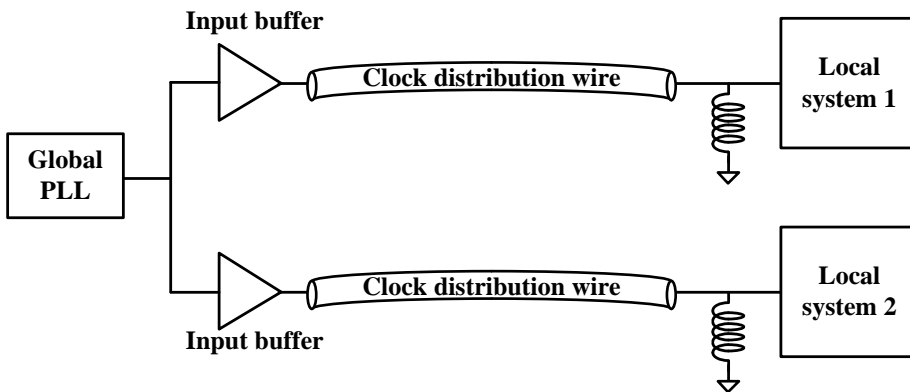 Input buffer
Clock distribution wire
Local
system 1
Global
PLL
Clock distribution wire
Local
system 2
Input buffer